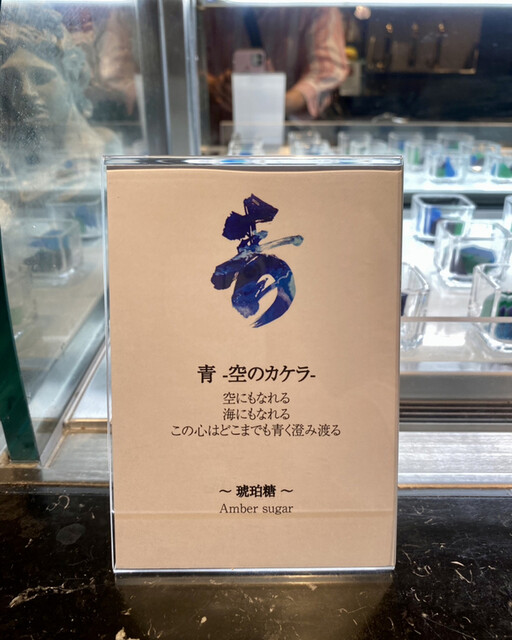 青
青 -空のカケラ-
空にもなれる
海にもなれる
この心はどこまでも青く澄み渡る
～ 琥珀糖 ～
Amber sugar